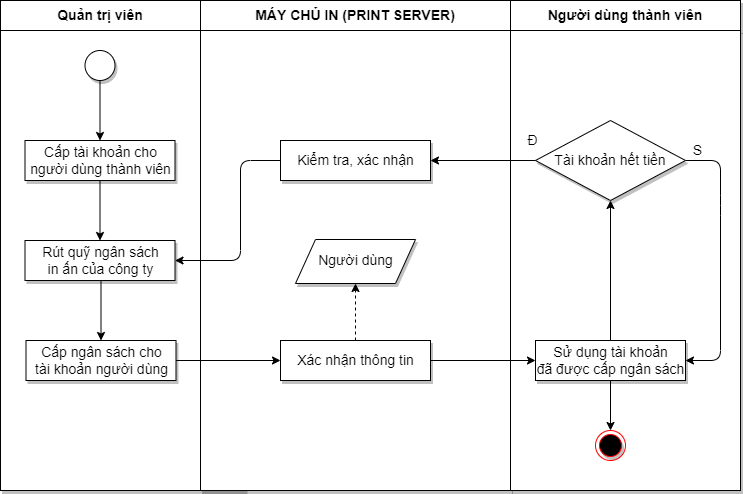 Quản trị viên
MÁY CHỦ IN (PRINT SERVER)
Người dùng thành viên
Cấp tài khoản cho
người dùng thành viên
Kiểm tra, xác nhận
Đ
Tài khoản hết tiền
S
Rút quỹ ngân sách
in ấn của công ty
Người dùng
Cấp ngân sách cho
tài khoản người dùng
Xác nhận thông tin
Sử dụng tài khoản
đã được cấp ngân sách